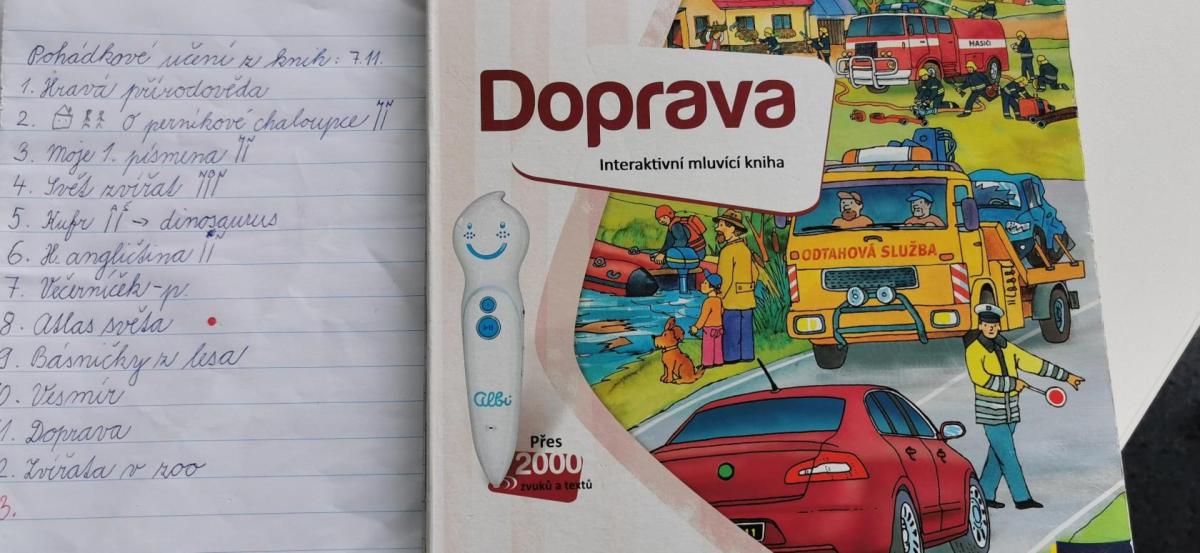 Pohádkové učení z knih: 7.11.
1. Hravá přírodověda
2. O perníkové chaloupce
3. Moje 1. písmena
4. Svět zvířat
5. Kufr → dinosaurus
6. H. angličtina
7. Večerníček-p.
8. Atlas světa
9. Básničky z lesa
0. Vesmír
1. Doprava
2. Zvířata v zoo
3.
Doprava
Interaktivní mluvící kniha
HASIČI
ODTAHOVÁ SLUŽBA
albi
Přes
2000
zvuků a textů